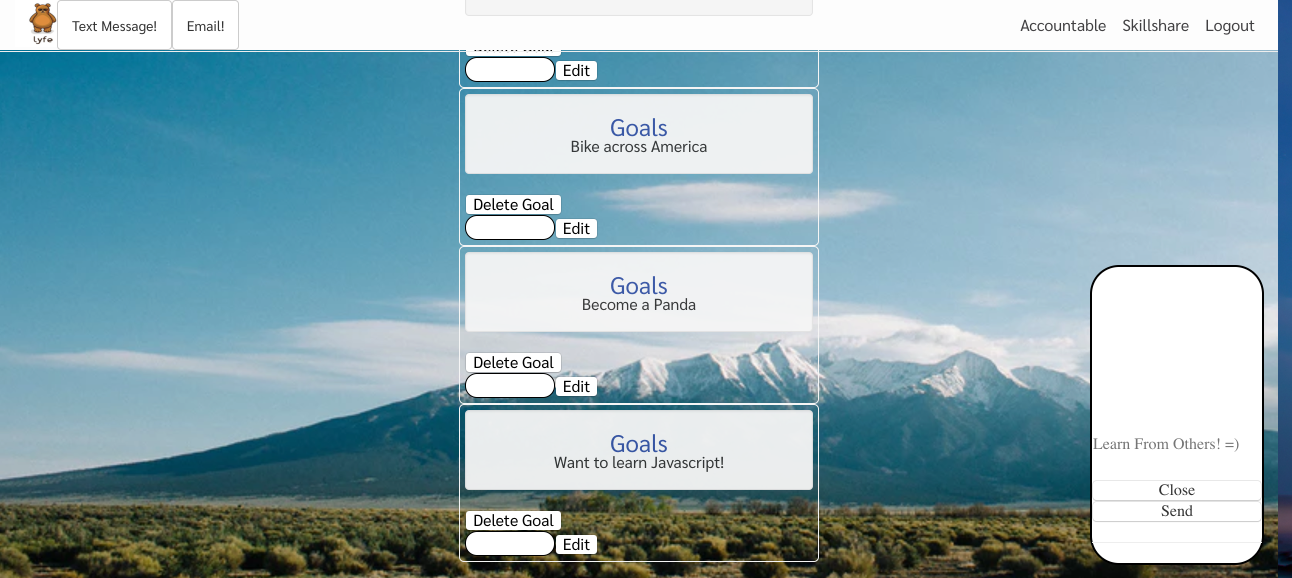 lyfe
Text Message!
Email!
Accountable
Skillshare
Logout
Edit
Goals
Bike across America
Delete Goal
Edit
Goals
Become a Panda
Delete Goal
Edit
Goals
Want to learn Javascript!
Delete Goal
Edit
Learn From Others! =)
Close
Send